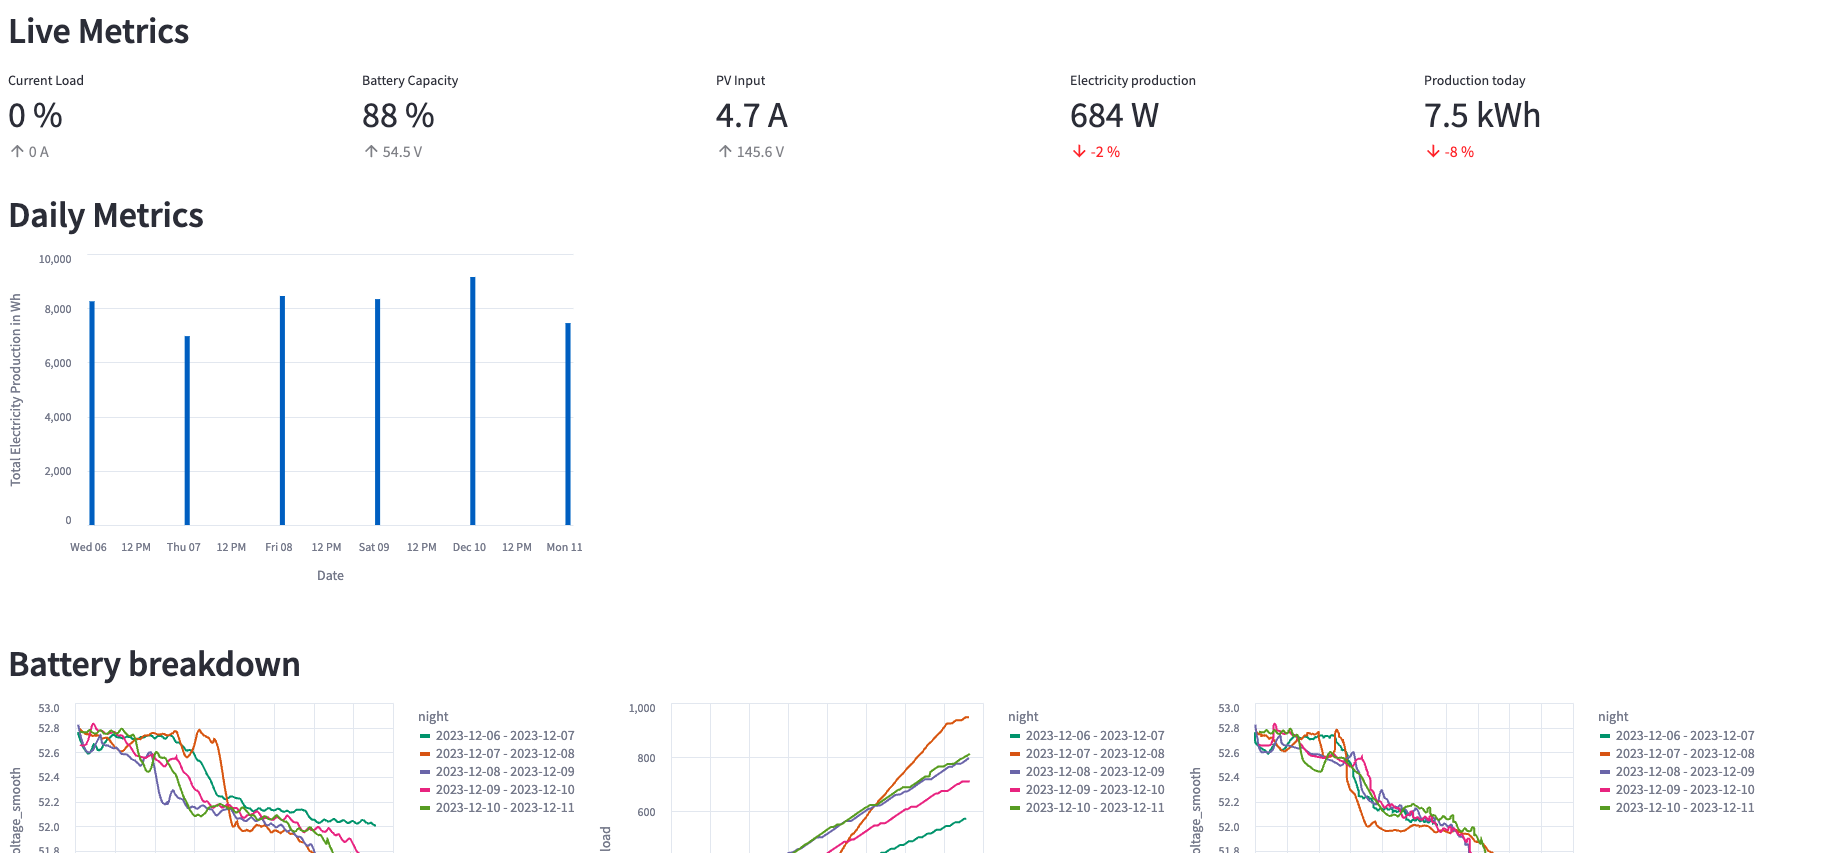 Live Metrics
Current Load
0 %
↑ 0 A
Battery Capacity
88 %
↑ 54.5 V
PV Input
4.7 A
↑ 145.6 V
Electricity production
684 W
↓ -2 %
Production today
7.5 kWh
↓ -8 %
Daily Metrics
Total Electricity Production in Wh
10,000
8,000
6,000
4,000
2,000
0
Wed 06 12 PM Thu 07 12 PM Fri 08 12 PM Sat 09 12 PM Dec 10 12 PM Mon 11
Date
Battery breakdown
oltage_smooth
53.0
52.8
52.6
52.4
52.2
52.0
51.8
night
2023-12-06 - 2023-12-07
2023-12-07 - 2023-12-08
2023-12-08 - 2023-12-09
2023-12-09 - 2023-12-10
2023-12-10 - 2023-12-11
load
1,000
800
600
night
2023-12-06 - 2023-12-07
2023-12-07 - 2023-12-08
2023-12-08 - 2023-12-09
2023-12-09 - 2023-12-10
2023-12-10 - 2023-12-11
oltage_smooth
53.0
52.8
52.6
52.4
52.2
52.0
51.8
night
2023-12-06 - 2023-12-07
2023-12-07 - 2023-12-08
2023-12-08 - 2023-12-09
2023-12-09 - 2023-12-10
2023-12-10 - 2023-12-11